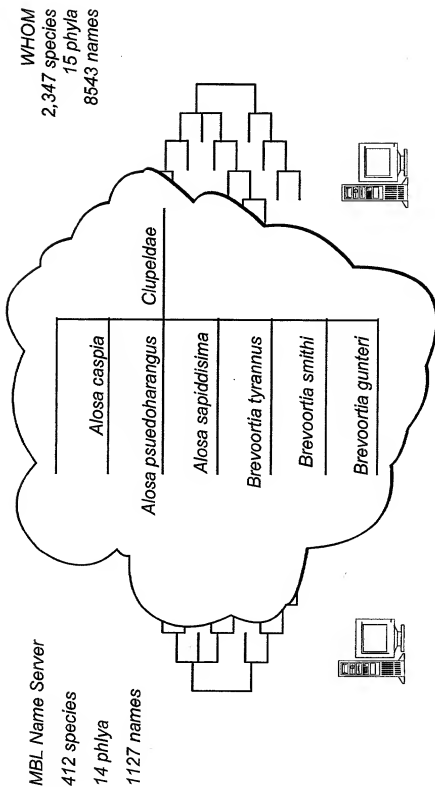 MBL Name Server
412 species
14 phlya
1127 names
Alosa caspia
Alosa psuedoharangus
Clupeldae
Alosa sapiddisima
Brevoortia tyrannus
Brevoortia smithi
Brevoortia gunteri
WHOM
2,347 species
15 phyla
8543 names